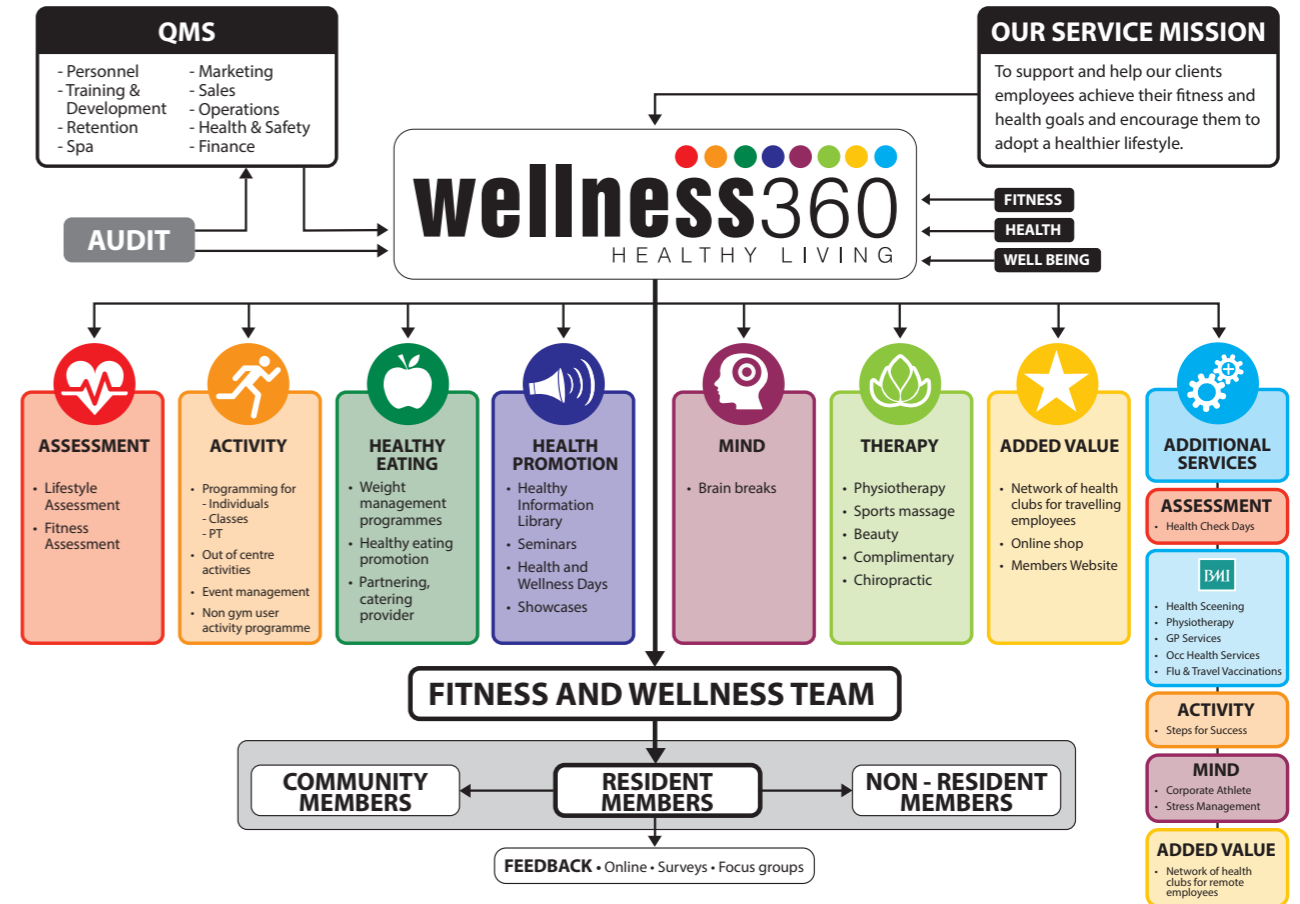 QMS
- Personnel
- Training &
Development
- Retention
- Spa
- Marketing
- Sales
- Operations
- Health & Safety
- Finance
OUR SERVICE MISSION
To support and help our clients
employees achieve their fitness and
health goals and encourage them to
adopt a healthier lifestyle.
AUDIT
wellness360
HEALTHY LIVING
FITNESS
HEALTH
WELL BEING
ASSESSMENT
• Lifestyle
Assessment
• Fitness
Assessment
ACTIVITY
• Programming for
- Individuals
- Classes
- PT
• Out of centre
activities
• Event management
• Non gym user
activity programme
HEALTHY
EATING
• Weight
management
programmes
• Healthy eating
promotion
• Partnering,
catering
provider
HEALTH
PROMOTION
• Healthy
Information
Library
• Seminars
• Health and
Wellness Days
• Showcases
MIND
• Brain breaks
THERAPY
• Physiotherapy
• Sports massage
• Beauty
• Complimentary
• Chiropractic
ADDED VALUE
• Network of health
clubs for travelling
employees
• Online shop
• Members Website
ADDITIONAL
SERVICES
ASSESSMENT
• Health Check Days
BMI
• Health Sceening
• Physiotherapy
• GP Services
• Occ Health Services
• Flu & Travel Vaccinations
ACTIVITY
• Steps for Success
MIND
• Corporate Athlete
• Stress Management
ADDED VALUE
• Network of health
clubs for remote
employees
FITNESS AND WELLNESS TEAM
COMMUNITY
MEMBERS
RESIDENT
MEMBERS
NON - RESIDENT
MEMBERS
FEEDBACK • Online • Surveys • Focus groups